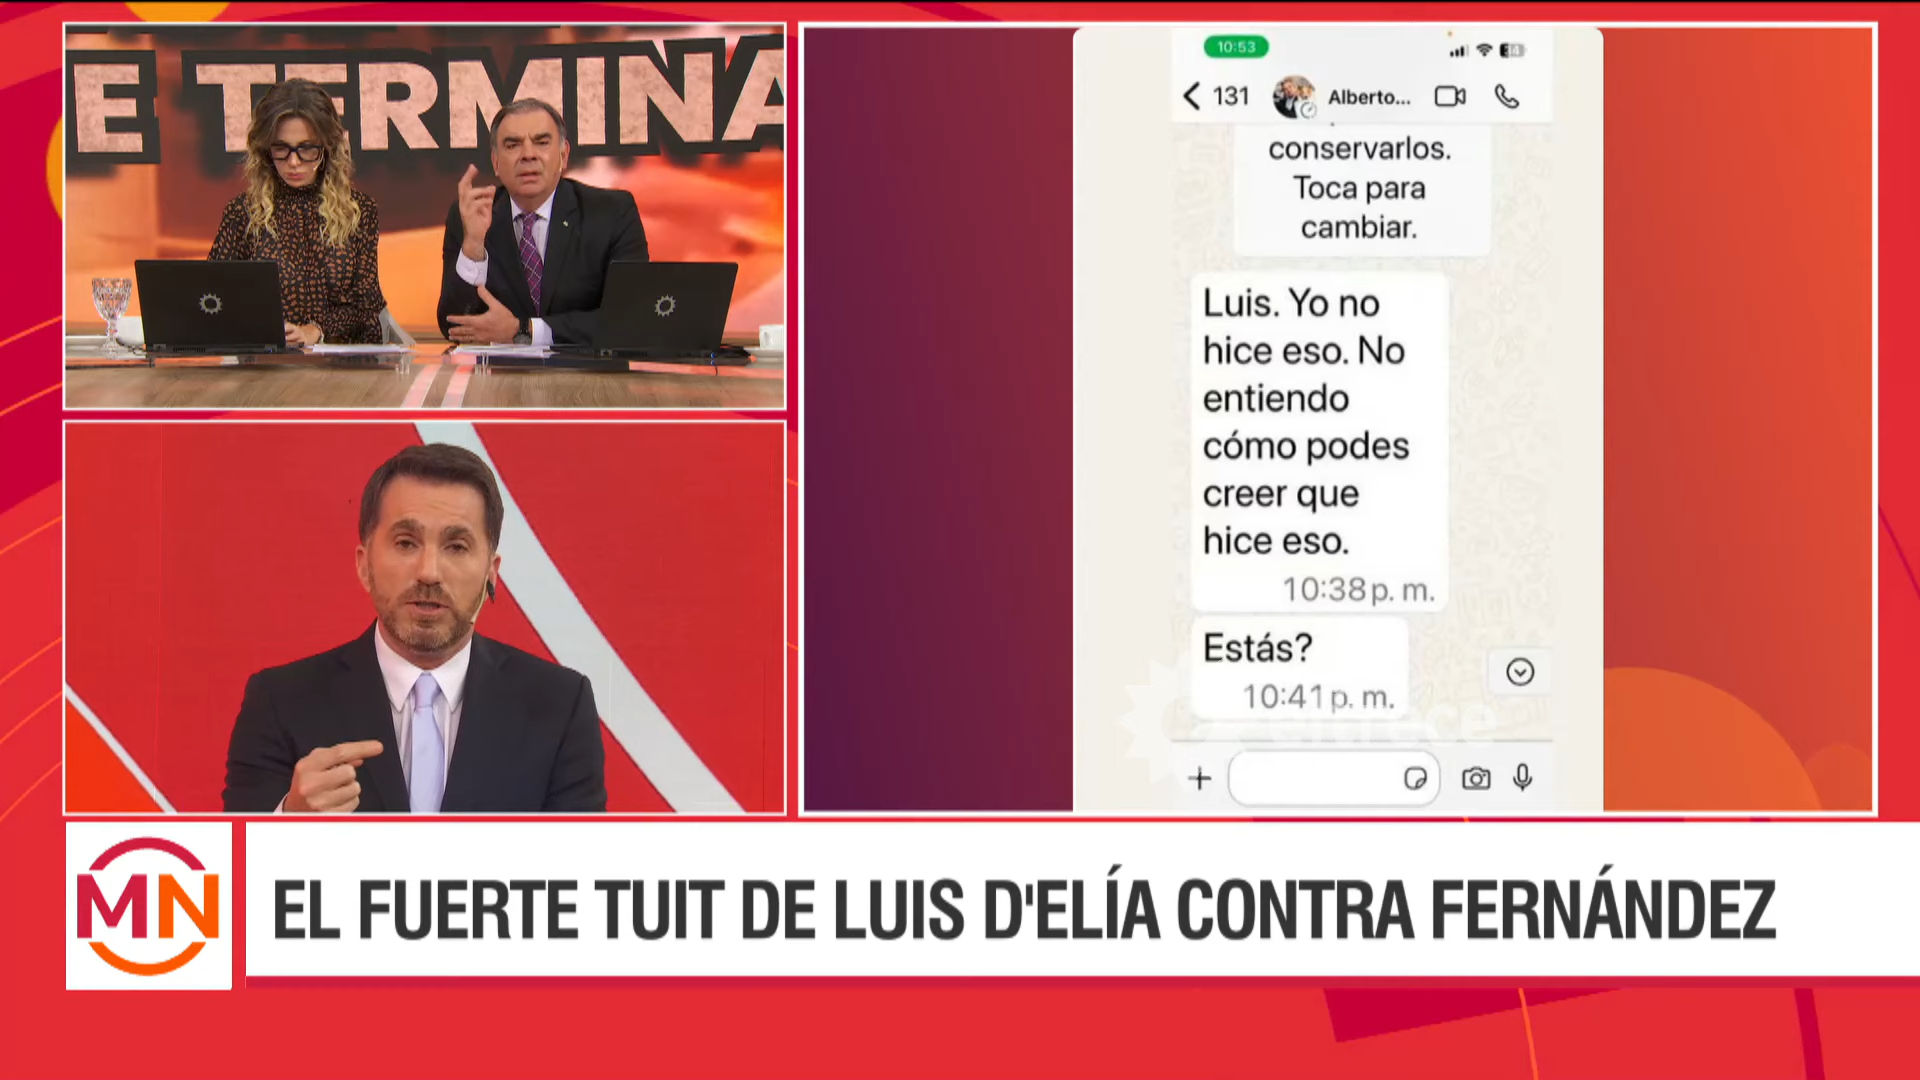 E TERMINA
10:53
131
Alberto...
conservarlos.
Toca para
cambiar.
Luis. Yo no
hice eso. No
entiendo
cómo podes
creer que
hice eso.
10:38 p. m.
Estás?
10:41 p. m.
eltrece
MN
EL FUERTE TUIT DE LUIS D'ELÍA CONTRA FERNÁNDEZ